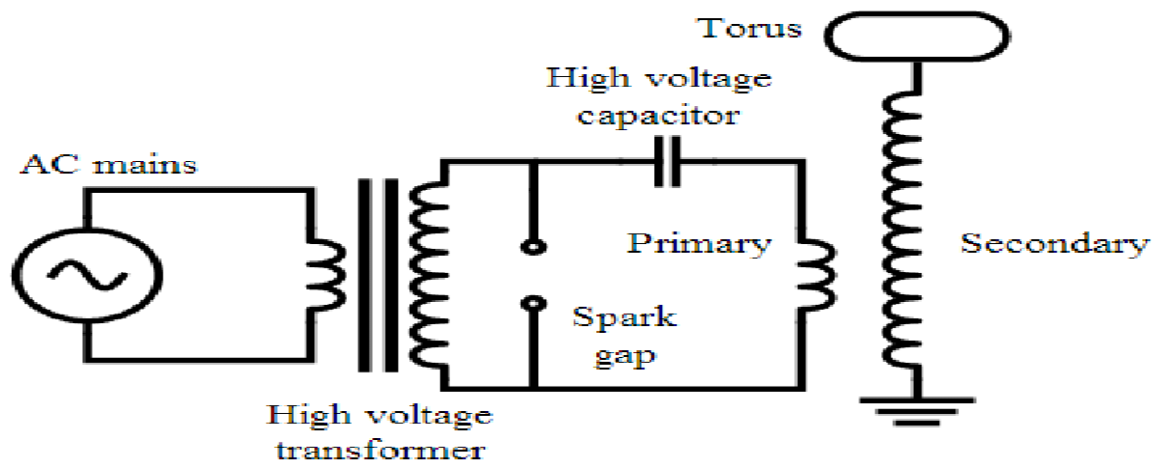 Torus
High voltage
capacitor
AC mains
Primary
Secondary
Spark
gap
High voltage
transformer